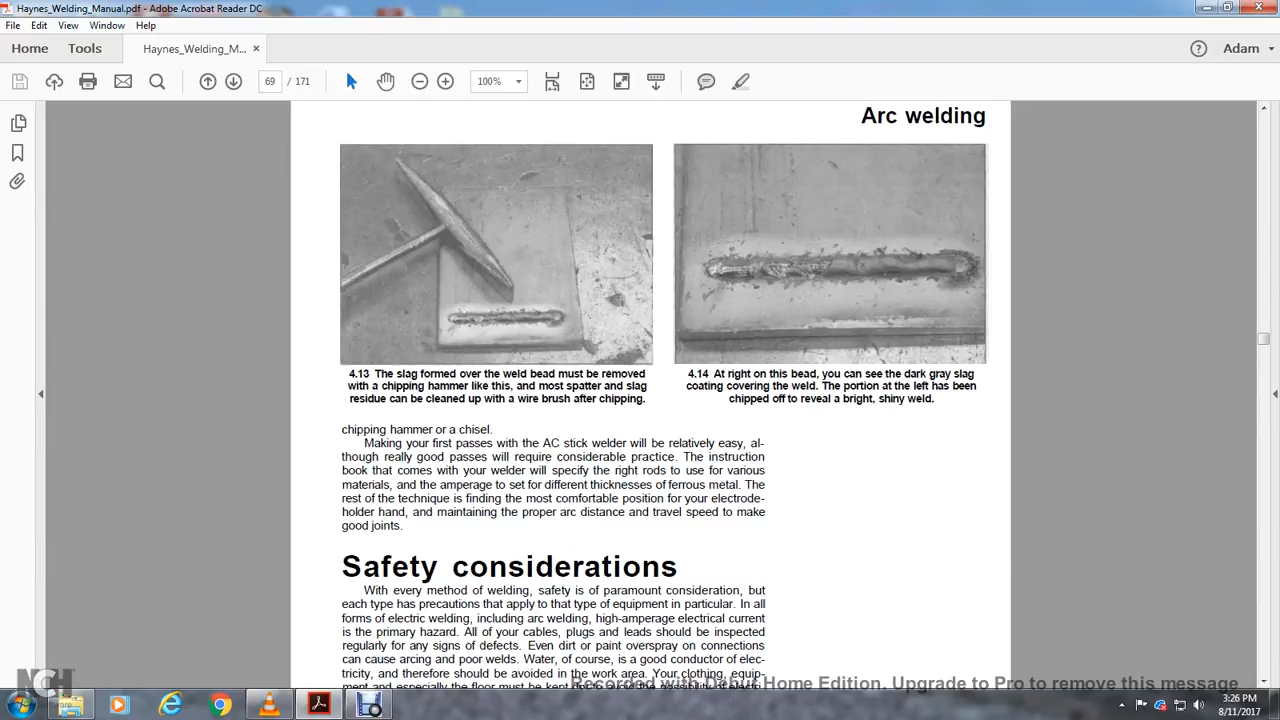 Haynes_Welding_Manual.pdf - Adobe Acrobat Reader DC
File Edit View Window Help
Home Tools Haynes_Welding_M... × Adam
69 / 171 100%
Arc welding
4.13 The slag formed over the weld bead must be removed
with a chipping hammer like this, and most spatter and slag
residue can be cleaned up with a wire brush after chipping.
4.14 At right on this bead, you can see the dark gray slag
coating covering the weld. The portion at the left has been
chipped off to reveal a bright, shiny weld.
chipping hammer or a chisel.
Making your first passes with the AC stick welder will be relatively easy, al-
though really good passes will require considerable practice. The instruction
book that comes with your welder will specify the right rods to use for various
materials, and the amperage to set for different thicknesses of ferrous metal. The
rest of the technique is finding the most comfortable position for your electrode-
holder hand, and maintaining the proper arc distance and travel speed to make
good joints.
Safety considerations
With every method of welding, safety is of paramount consideration, but
each type has precautions that apply to that type of equipment in particular. In all
forms of electric welding, including arc welding, high-amperage electrical current
is the primary hazard. All of your cables, plugs and leads should be inspected
regularly for any signs of defects. Even dirt or paint overspray on connections
can cause arcing and poor welds. Water, of course, is a good conductor of elec-
tricity, and therefore should be avoided in the work area. Your clothing, equip-
ment and especially the floor must be kept
NCH
Recorded with Debut Home Edition. Upgrade to Pro to remove this message
3:26 PM
8/11/2017